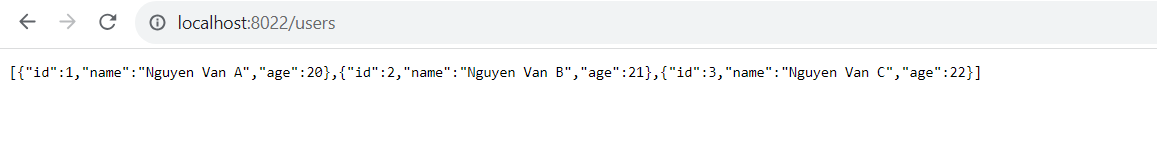 localhost:8022/users
[{"id":1,"name":"Nguyen Van A","age":20},{"id":2,"name":"Nguyen Van B","age":21},{"id":3,"name":"Nguyen Van C","age":22}]